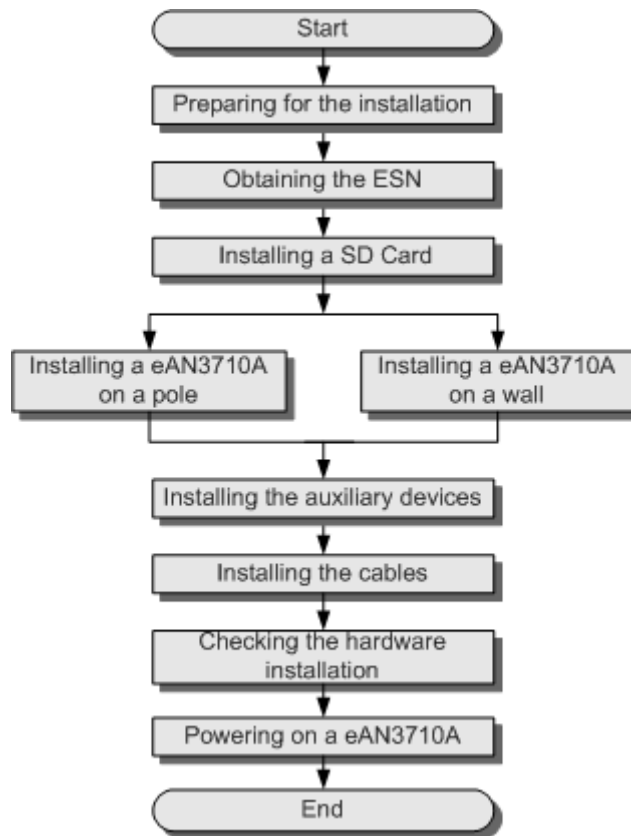 Start
Preparing for the installation
Obtaining the ESN
Installing a SD Card
Installing a eAN3710A
on a pole
Installing a eAN3710A
on a wall
Installing the auxiliary devices
Installing the cables
Checking the hardware
installation
Powering on a eAN3710A
End